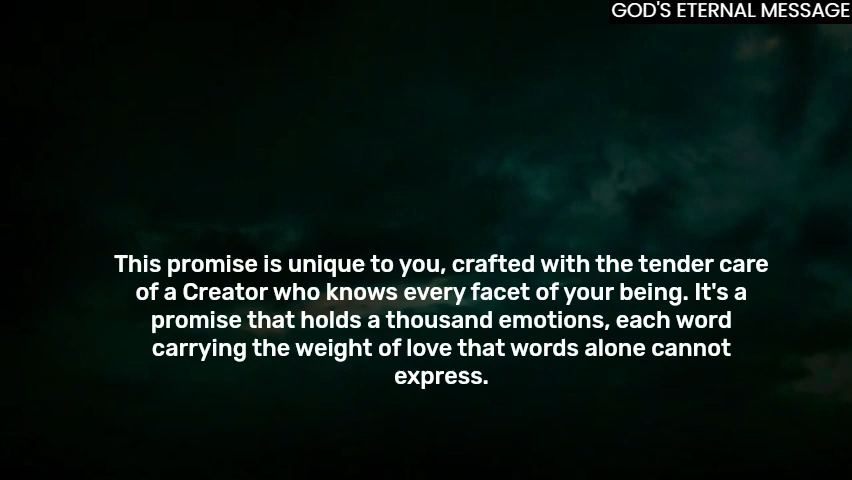 GOD'S ETERNAL MESSAGE
This promise is unique to you, crafted with the tender care
of a Creator who knows every facet of your being. It's a
promise that holds a thousand emotions, each word
carrying the weight of love that words alone cannot
express.